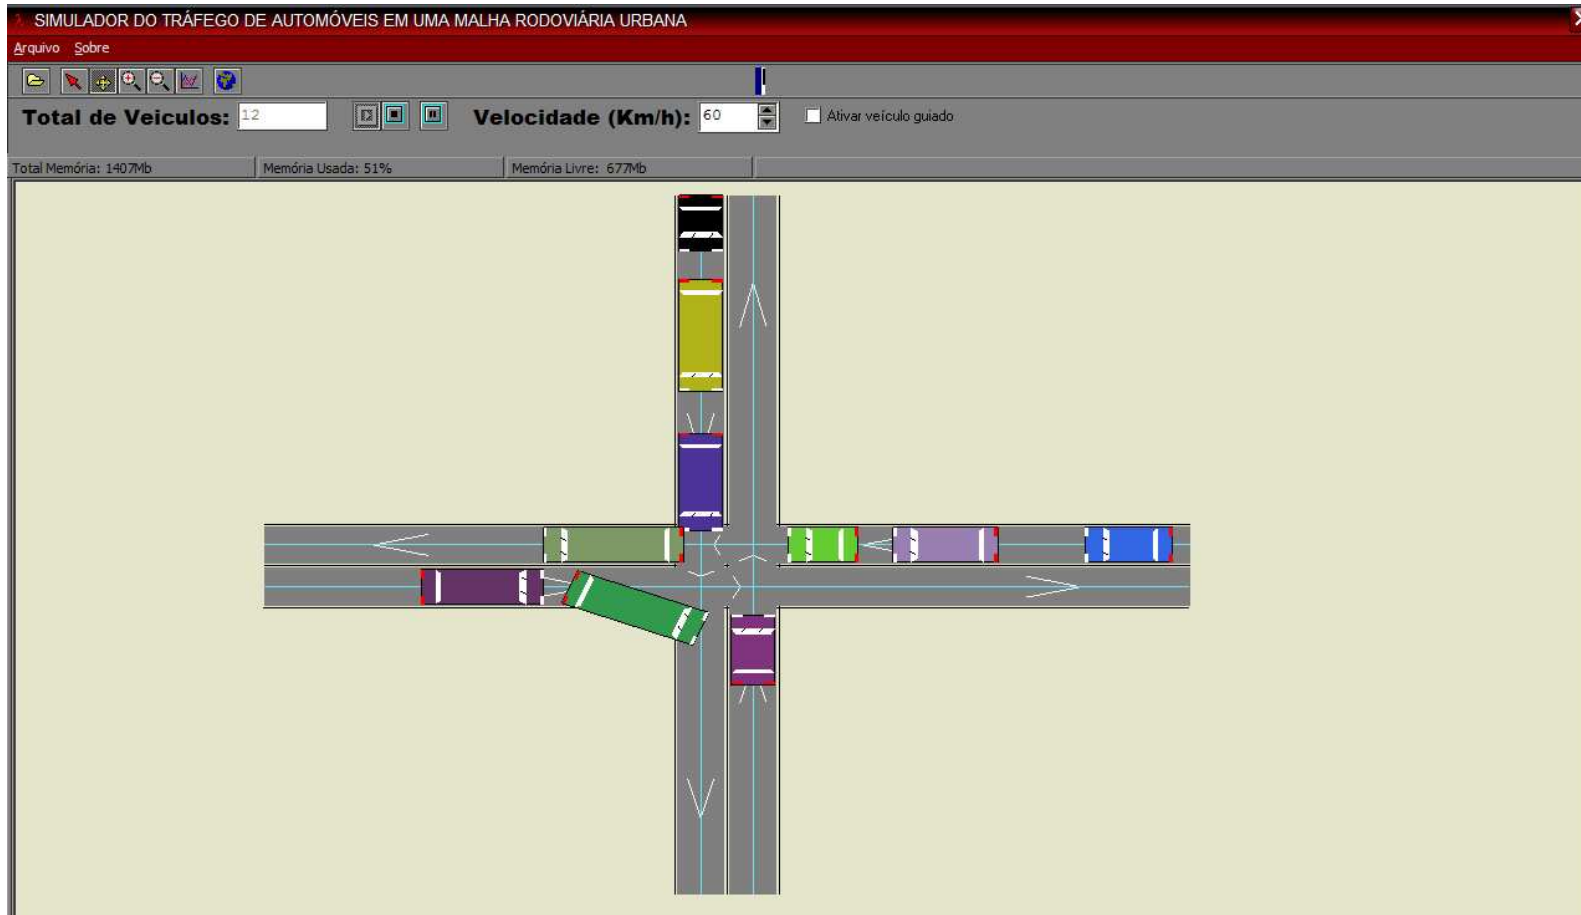 SIMULADOR DO TRÁFEGO DE AUTOMÓVEIS EM UMA MALHA RODOVIÁRIA URBANA
Arquivo Sobre
Total de Veiculos: 12 Velocidade (Km/h): 60 Ativar veículo guiado
Total Memória: 1407Mb Memória Usada: 51% Memória Livre: 677Mb